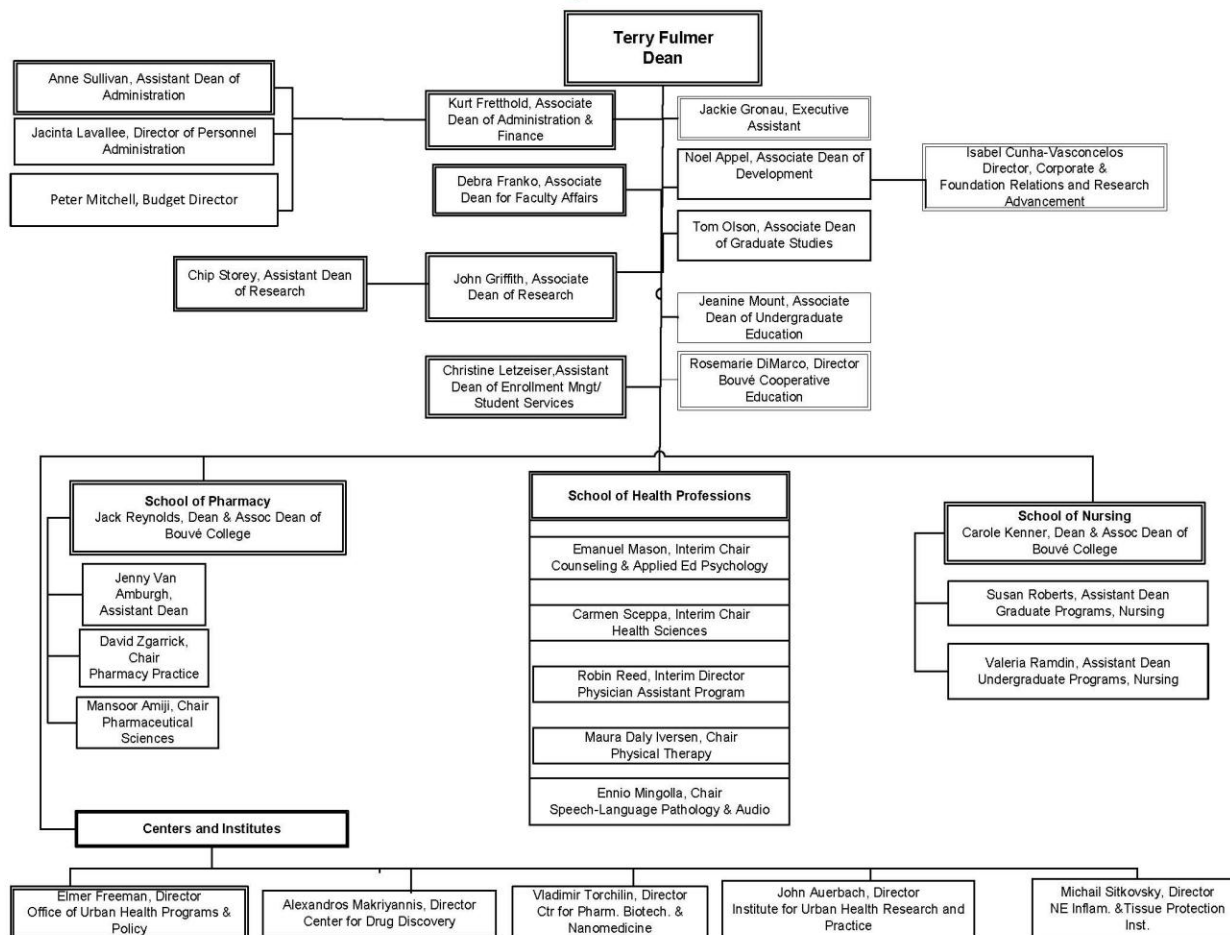 Terry Fulmer
Dean
Anne Sullivan, Assistant Dean of
Administration
Jacinta Lavallee, Director of Personnel
Administration
Peter Mitchell, Budget Director
Kurt Fretthold, Associate
Dean of Administration &
Finance
Jackie Gronau, Executive
Assistant
Noel Appel, Associate Dean of
Development
Isabel Cunha-Vasconcelos
Director, Corporate &
Foundation Relations and Research
Advancement
Debra Franko, Associate
Dean for Faculty Affairs
Tom Olson, Associate Dean
of Graduate Studies
Chip Storey, Assistant Dean
of Research
John Griffith, Associate
Dean of Research
Jeanine Mount, Associate
Dean of Undergraduate
Education
Christine Letzeiser,Assistant
Dean of Enrollment Mngt/
Student Services
Rosemarie DiMarco, Director
Bouvé Cooperative
Education
School of Pharmacy
Jack Reynolds, Dean & Assoc Dean of
Bouvé College
Jenny Van
Amburgh,
Assistant Dean
David Zgarrick,
Chair
Pharmacy Practice
Mansoor Amiji, Chair
Pharmaceutical
Sciences
School of Health Professions
Emanuel Mason, Interim Chair
Counseling & Applied Ed Psychology
Carmen Sceppa, Interim Chair
Health Sciences
Robin Reed, Interim Director
Physician Assistant Program
Maura Daly Iversen, Chair
Physical Therapy
Ennio Mingolla, Chair
Speech-Language Pathology & Audio
School of Nursing
Carole Kenner, Dean & Assoc Dean of
Bouvé College
Susan Roberts, Assistant Dean
Graduate Programs, Nursing
Valeria Ramdin, Assistant Dean
Undergraduate Programs, Nursing
Centers and Institutes
Elmer Freeman, Director
Office of Urban Health Programs &
Policy
Alexandros Makriyannis, Director
Center for Drug Discovery
Vladimir Torchilin, Director
Ctr for Pharm. Biotech. &
Nanomedicine
John Auerbach, Director
Institute for Urban Health Research and
Practice
Michail Sitkovsky, Director
NE Inflam. &Tissue Protection
Inst.